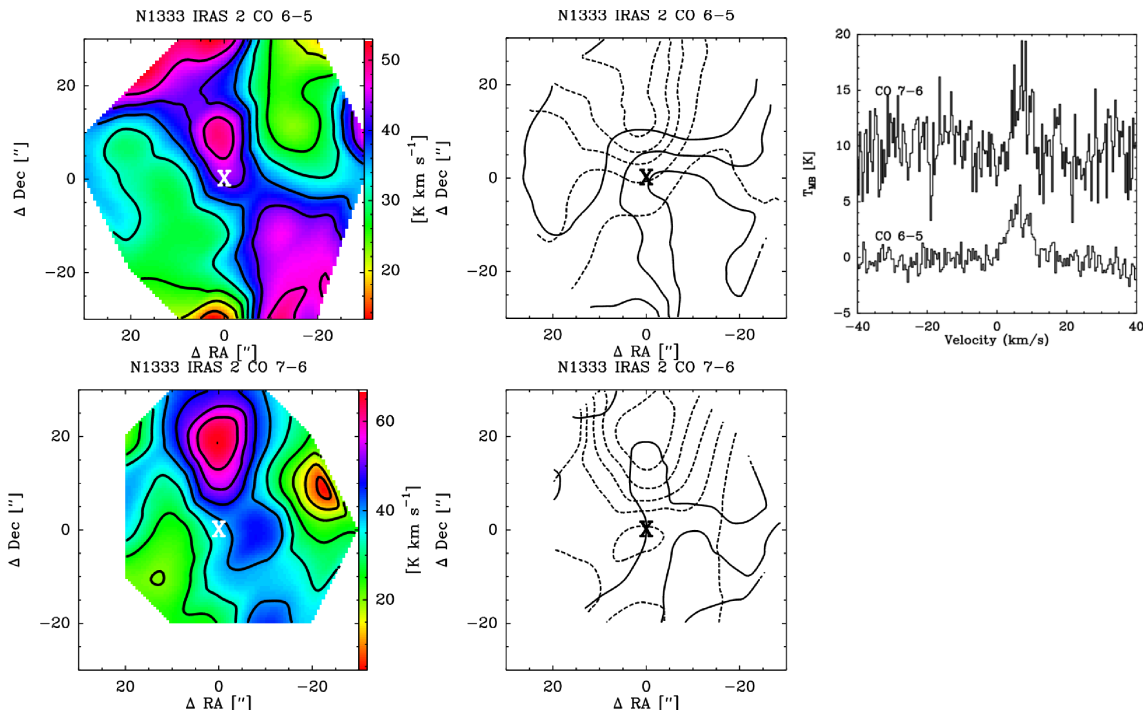 N1333 IRAS 2 CO 6-5
20
0
-20
Δ Dec ["]
20
0
-20
Δ RA ["]
50
40
30
20
[K km s⁻¹]
N1333 IRAS 2 CO 6-5
20
0
-20
Δ Dec ["]
X
20
0
-20
Δ RA ["]
X
20
15
10
5
0
-5
T_MB [K]
CO 7-6
CO 6-5
-40
-20
0
20
40
Velocity (km/s)
N1333 IRAS 2 CO 7-6
20
0
-20
Δ Dec ["]
X
20
0
-20
Δ RA ["]
60
40
20
[K km s⁻¹]
N1333 IRAS 2 CO 7-6
20
0
-20
Δ Dec ["]
X
20
0
-20
Δ RA ["]